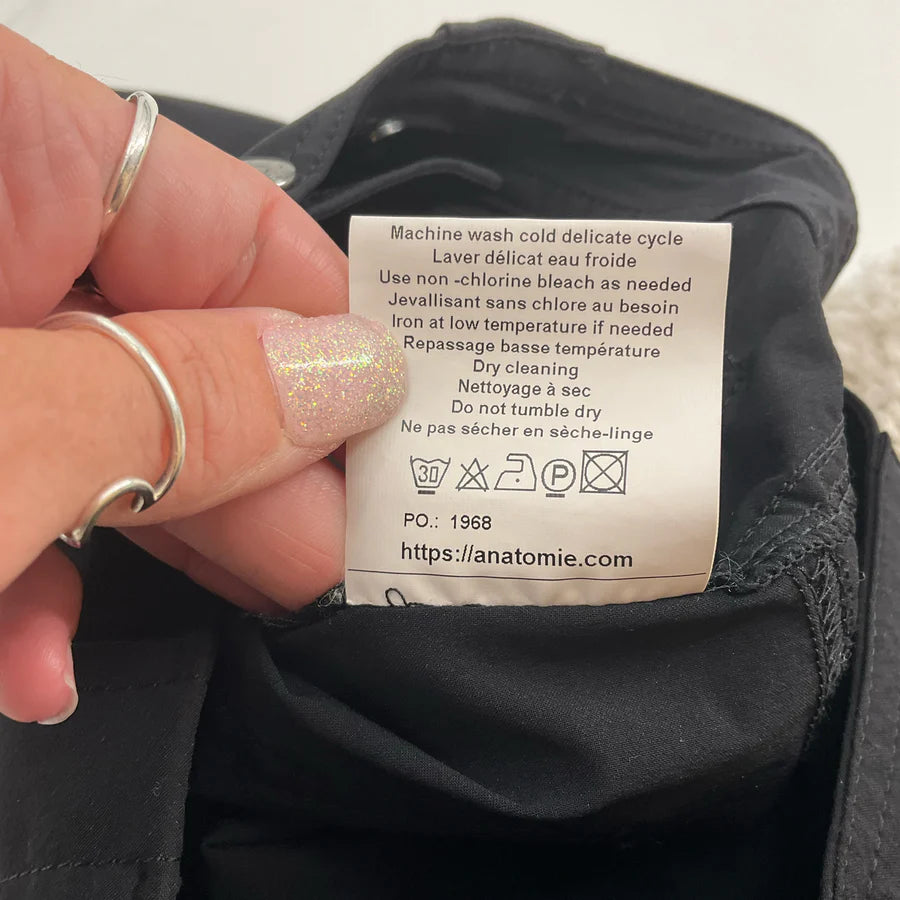 Machine wash cold delicate cycle
Laver délicat eau froide
Use non -chlorine bleach as needed
Jevallisant sans chlore au besoin
Iron at low temperature if needed
Repassage basse température
Dry cleaning
Nettoyage à sec
Do not tumble dry
Ne pas sécher en sèche-linge
30 P
PO.: 1968
https://anatomie.com